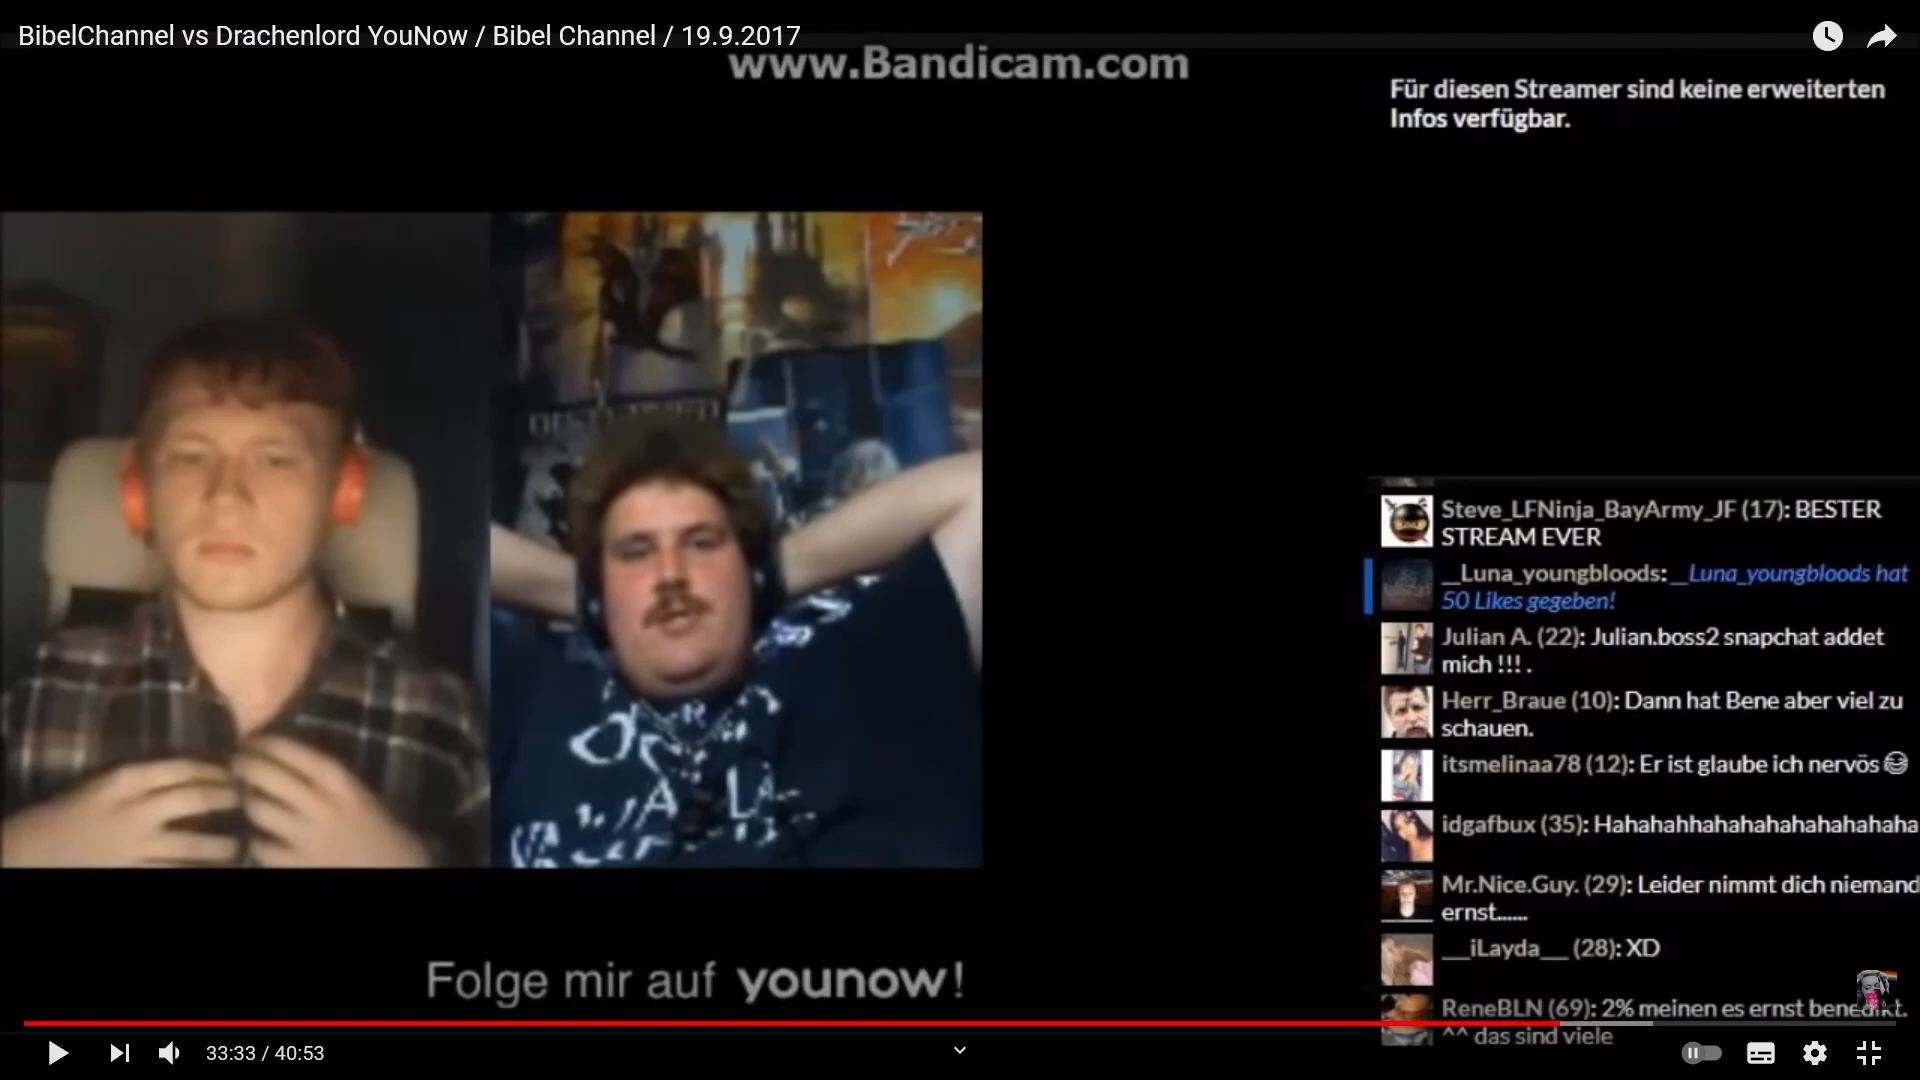 BibelChannel vs Drachenlord YouNow / Bibel Channel / 19.9.2017
www.Bandicam.com
Für diesen Streamer sind keine erweiterten
Infos verfügbar.
Steve_LFNinja_BayArmy_JF (17): BESTER
STREAM EVER
__Luna_youngbloods: __Luna_youngbloods hat
50 Likes gegeben!
Julian A. (22): Julian.boss2 snapchat addet
mich !!! .
Herr_Braue (10): Dann hat Bene aber viel zu
schauen.
itsmelinaa78 (12): Er ist glaube ich nervös😂
idgafbux (35): Hahahahhahahahahahahahaha
Mr.Nice.Guy. (29): Leider nimmt dich niemand
ernst......
___iLayda___ (28): XD
ReneBLN (69): 2% meinen es ernst benedikt.
^^ das sind viele
Folge mir auf younow!
33:33 / 40:53